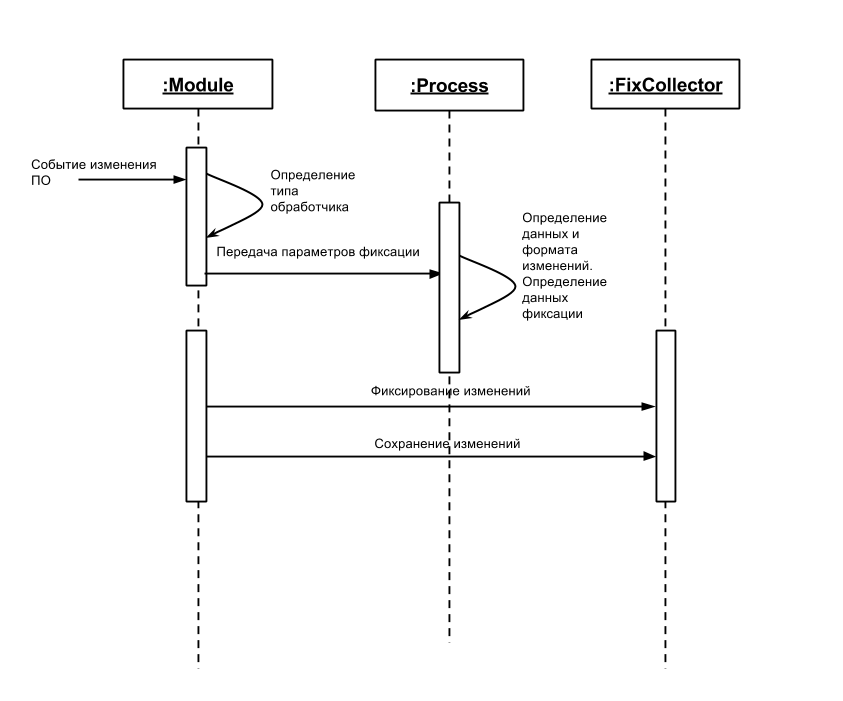 :Module
:Process
:FixCollector
Событие изменения
ПО
Определение
типа
обработчика
Передача параметров фиксации
Определение
данных и
формата
изменений.
Определение
данных
фиксации
Фиксирование изменений
Сохранение изменений